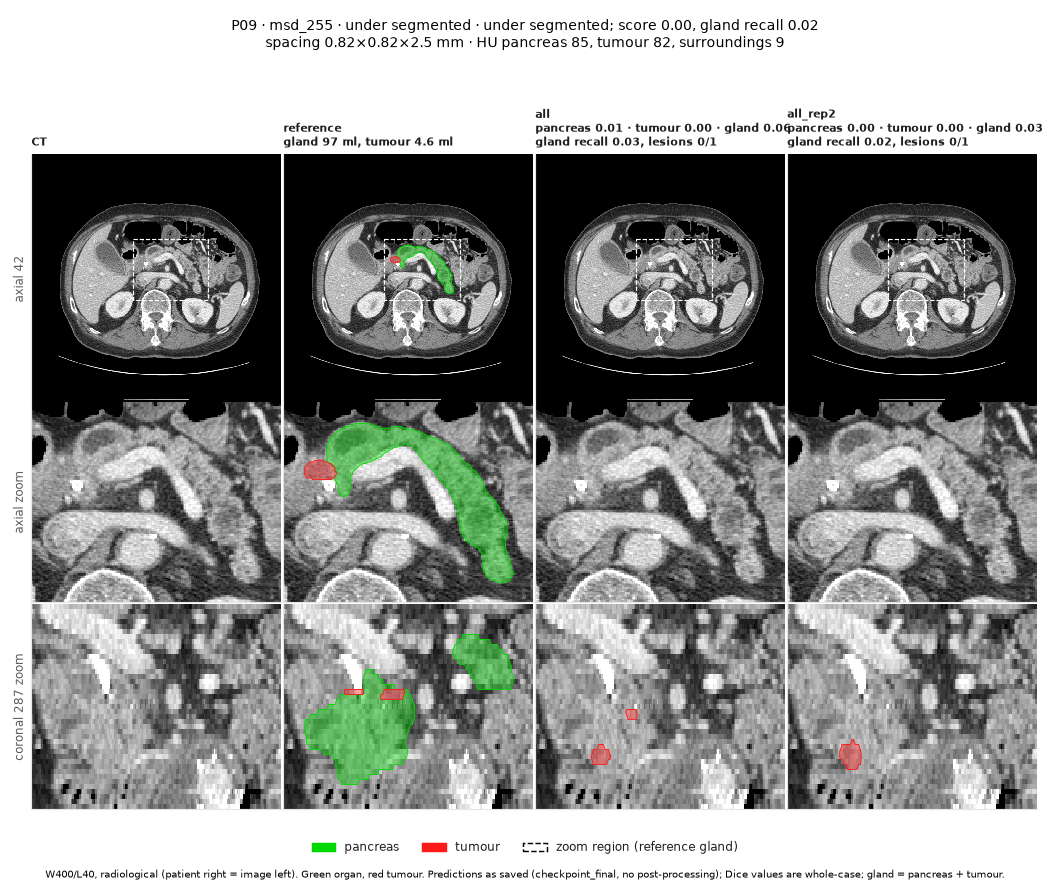 P09 · msd_255 · under segmented · under segmented; score 0.00, gland recall 0.02
spacing 0.82×0.82×2.5 mm · HU pancreas 85, tumour 82, surroundings 9
CT
reference
gland 97 ml, tumour 4.6 ml
all
pancreas 0.01 · tumour 0.00 · gland 0.06
gland recall 0.03, lesions 0/1
all_rep2
pancreas 0.00 · tumour 0.00 · gland 0.03
gland recall 0.02, lesions 0/1
axial 42
axial zoom
coronal 287 zoom
pancreas
tumour
zoom region (reference gland)
W400/L40, radiological (patient right = image left). Green organ, red tumour. Predictions as saved (checkpoint_final, no post-processing); Dice values are whole-case; gland = pancreas + tumour.